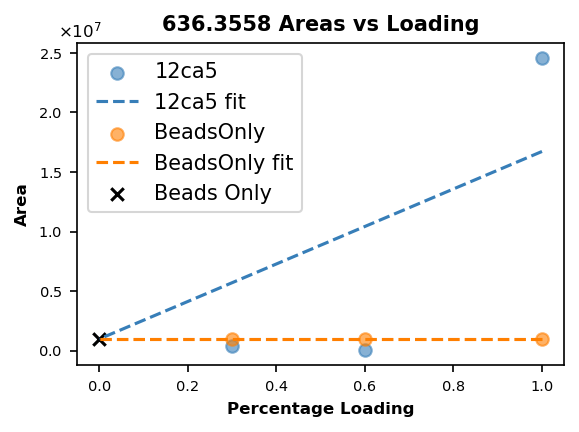 636.3558 Areas vs Loading
×10⁷
2.5
2.0
1.5
1.0
0.5
0.0
Area
12ca5
12ca5 fit
BeadsOnly
BeadsOnly fit
Beads Only
0.0 0.2 0.4 0.6 0.8 1.0
Percentage Loading